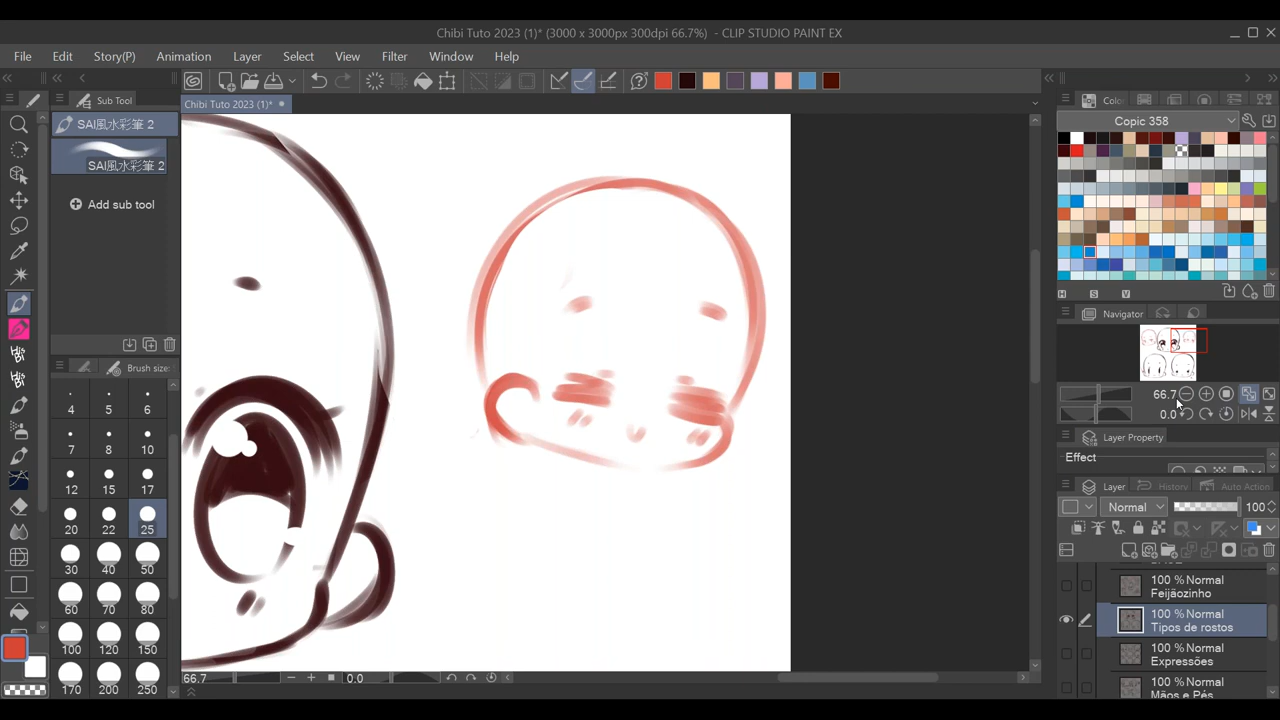 Chibi Tuto 2023 (1)* (3000 x 3000px 300dpi 66.7%)  - CLIP STUDIO PAINT EX
File Edit Story(P) Animation Layer Select View Filter Window Help
Sub Tool
Chibi Tuto 2023 (1)*
SAI風水彩筆 2
SAI風水彩筆 2
Add sub tool
Brush size:
4 5 6
7 8 10
12 15 17
20 22 25
30 40 50
60 70 80
100 120 150
170 200 250
66.7
0.0
Copic 358
H S V
Navigator
66.7
0.0
Layer Property
Effect
Layer History Auto Action
Normal 100
100 % Normal
Feijãozinho
100 % Normal
Tipos de rostos
100 % Normal
Expressões
100 % Normal
Mãos e Pés